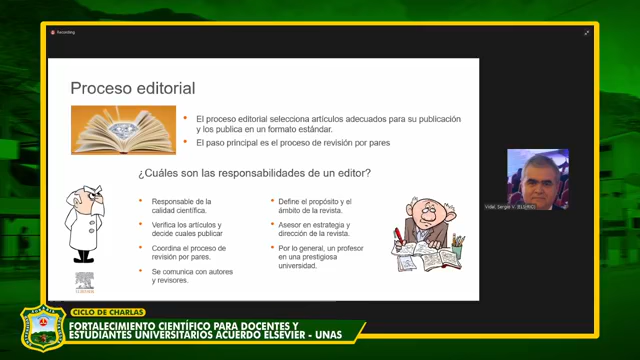 Recording
Proceso editorial
El proceso editorial selecciona artículos adecuados para su publicación
y los publica en un formato estándar.
El paso principal es el proceso de revisión por pares
¿Cuáles son las responsabilidades de un editor?
Responsable de la
calidad científica.
Verifica los artículos y
decide cuales publicar
Coordina el proceso de
revisión por pares.
Se comunica con autores
y revisores.
Define el propósito y el
ámbito de la revista.
Asesor en estrategia y
dirección de la revista.
Por lo general, un profesor
en una prestigiosa
universidad.
ELSEVIER
Vidal, Sergio V. (ELS-RIO)
CICLO DE CHARLAS
FORTALECIMIENTO CIENTÍFICO PARA DOCENTES Y
ESTUDIANTES UNIVERSITARIOS ACUERDO ELSEVIER - UNAS